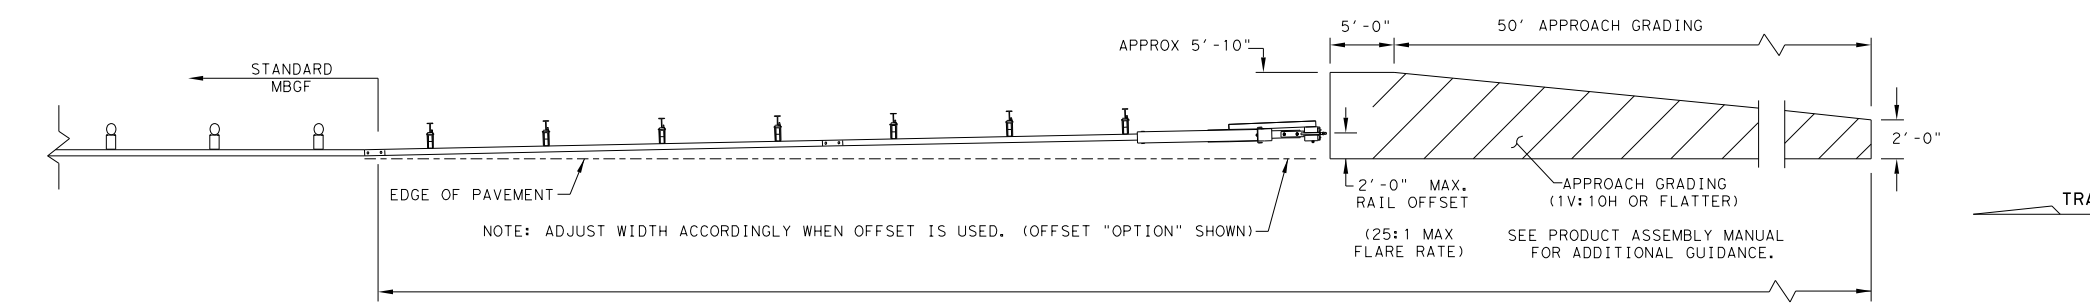 5'-0"
50' APPROACH GRADING
APPROX 5'-10"
STANDARD
MBGF
2'-0"
EDGE OF PAVEMENT
2'-0" MAX.
RAIL OFFSET
APPROACH GRADING
(1V:10H OR FLATTER)
TRA
NOTE: ADJUST WIDTH ACCORDINGLY WHEN OFFSET IS USED. (OFFSET "OPTION" SHOWN)
(25:1 MAX
FLARE RATE)
SEE PRODUCT ASSEMBLY MANUAL
FOR ADDITIONAL GUIDANCE.